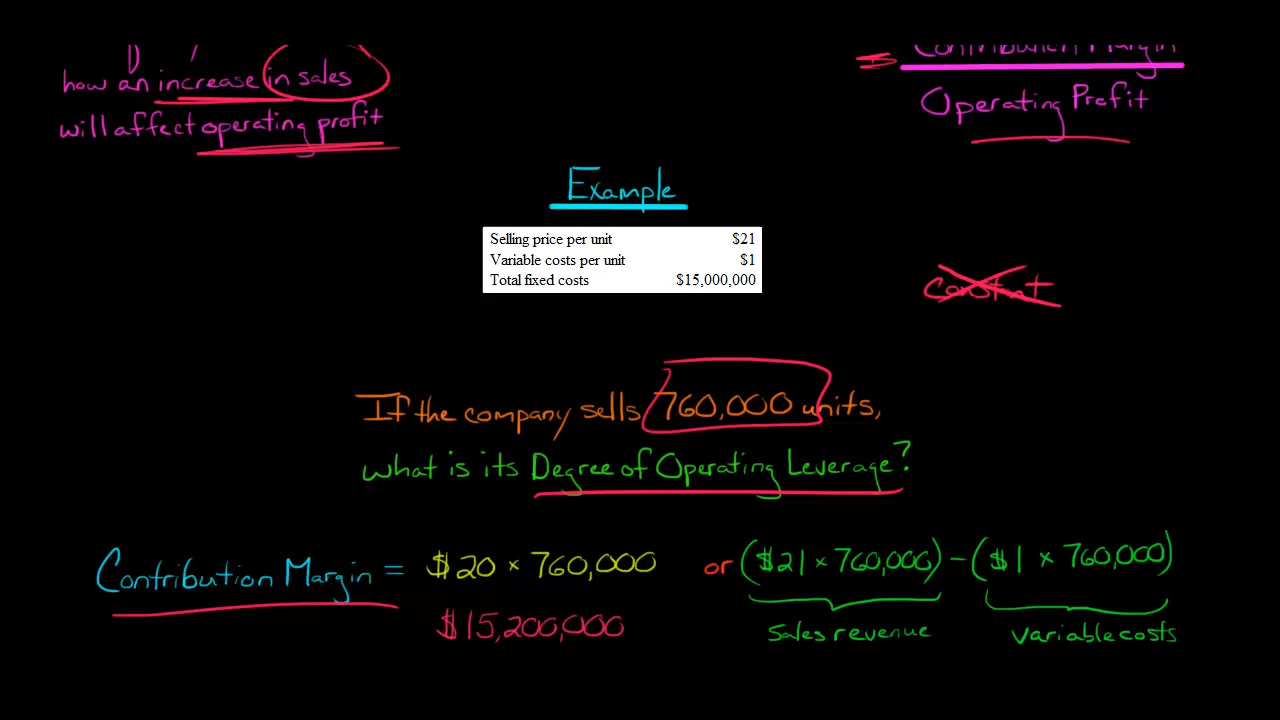 how an increase in sales
will affect operating profit
= Contribution Margin
Operating Profit
Example
Selling price per unit $21
Variable costs per unit $1
Total fixed costs $15,000,000
If the company sells 760,000 units,
what is its Degree of Operating Leverage?
Contribution Margin = $20 × 760,000 or ($21 × 760,000) - ($1 × 760,000)
$15,200,000 sales revenue variable costs